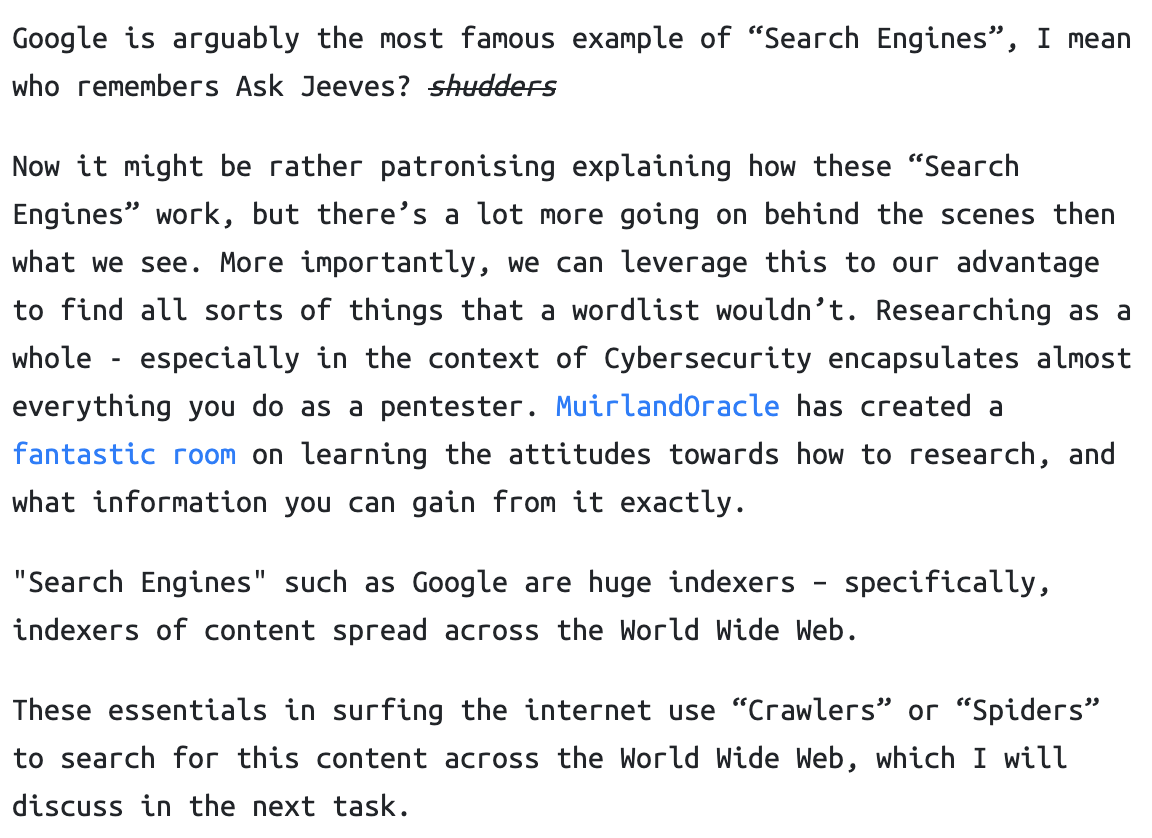 Google is arguably the most famous example of “Search Engines”, I mean
who remembers Ask Jeeves? shudders
Now it might be rather patronising explaining how these “Search
Engines” work, but there’s a lot more going on behind the scenes then
what we see. More importantly, we can leverage this to our advantage
to find all sorts of things that a wordlist wouldn’t. Researching as a
whole - especially in the context of Cybersecurity encapsulates almost
everything you do as a pentester. MuirlandOracle has created a
fantastic room on learning the attitudes towards how to research, and
what information you can gain from it exactly.
"Search Engines" such as Google are huge indexers – specifically,
indexers of content spread across the World Wide Web.
These essentials in surfing the internet use “Crawlers” or “Spiders”
to search for this content across the World Wide Web, which I will
discuss in the next task.